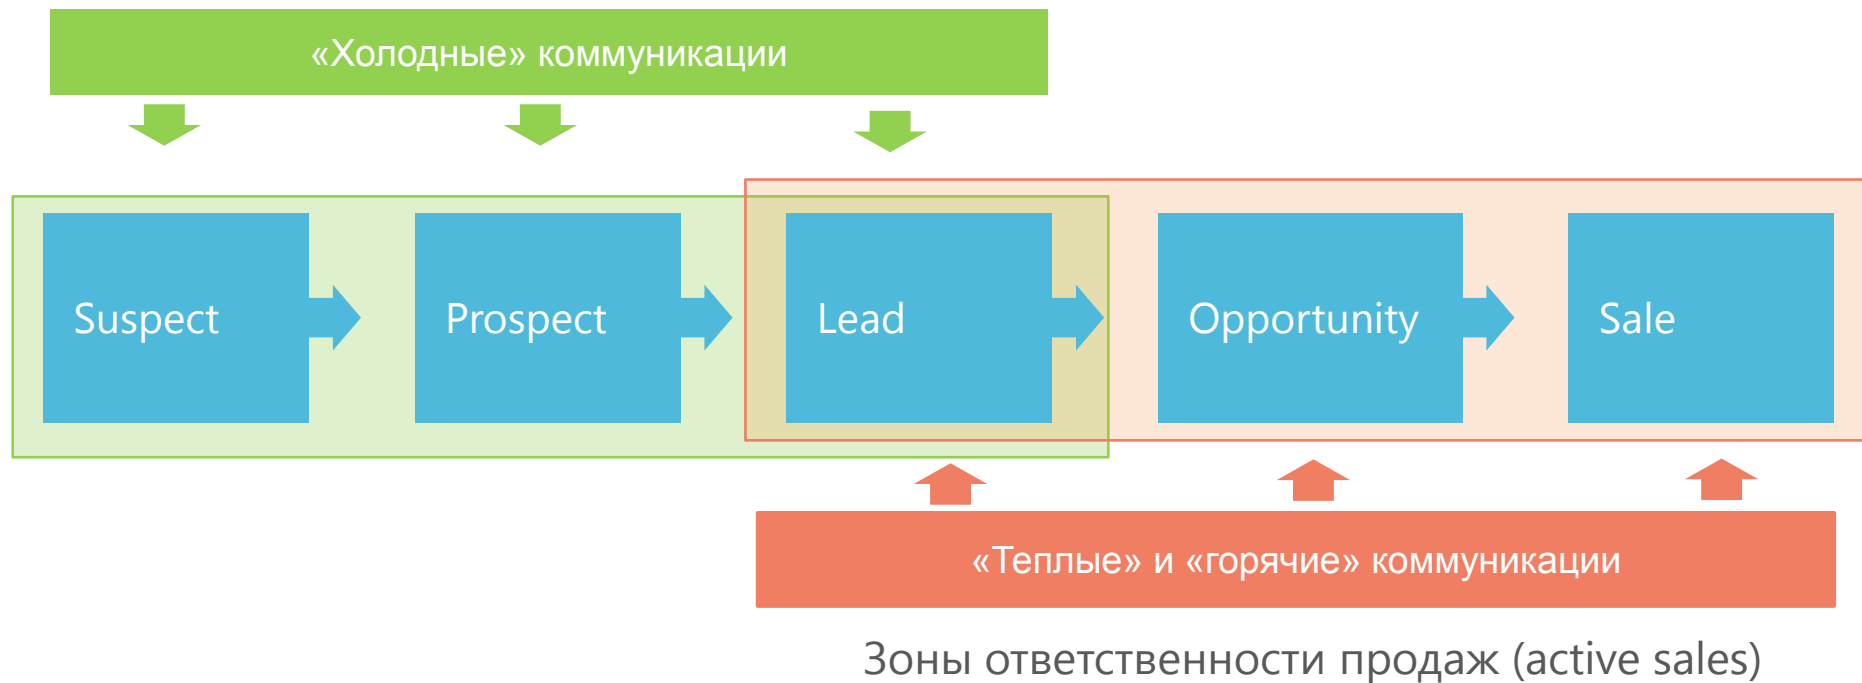 «Холодные» коммуникации
Suspect
Prospect
Lead
Opportunity
Sale
«Теплые» и «горячие» коммуникации
Зоны ответственности продаж (active sales)